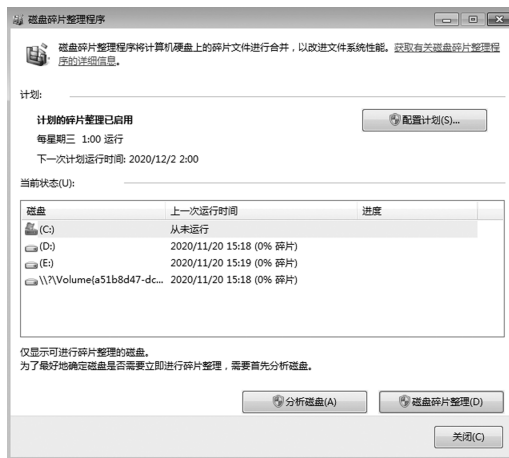 磁盘碎片整理程序
磁盘碎片整理程序将计算机硬盘上的碎片文件进行合并，以改进文件系统性能。获取有关磁盘碎片整理程
序的详细信息。
计划:
计划的碎片整理已启用
配置计划(S)...
每星期三 1:00 运行
下一次计划运行时间: 2020/12/2 2:00
当前状态(U):
磁盘 上一次运行时间 进度
(C:) 从未运行
(D:) 2020/11/20 15:18 (0% 碎片)
(E:) 2020/11/20 15:19 (0% 碎片)
\\?\Volume{a51b8d47-dc... 2020/11/20 15:18 (0% 碎片)
仅显示可进行碎片整理的磁盘。
为了最好地确定磁盘是否需要立即进行碎片整理，需要首先分析磁盘。
分析磁盘(A) 磁盘碎片整理(D)
关闭(C)